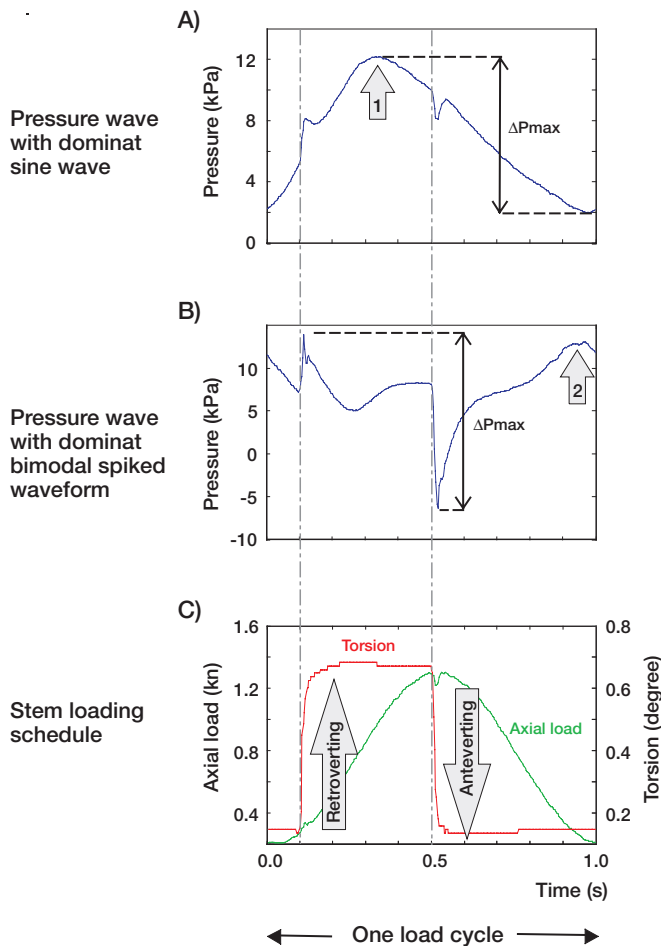 A)
Pressure wave
with dominat
sine wave
Pressure (kPa)
12
8
4
0
1
ΔPmax
B)
Pressure wave
with dominat
bimodal spiked
waveform
Pressure (kPa)
10
5
0
-5
-10
ΔPmax
2
C)
Stem loading
schedule
Axial load (kn)
1.6
1.2
0.8
0.4
Torsion
Retroverting
Anteverting
Axial load
0.8
0.6
0.4
0.2
Torsion (degree)
0.0
0.5
1.0
Time (s)
One load cycle